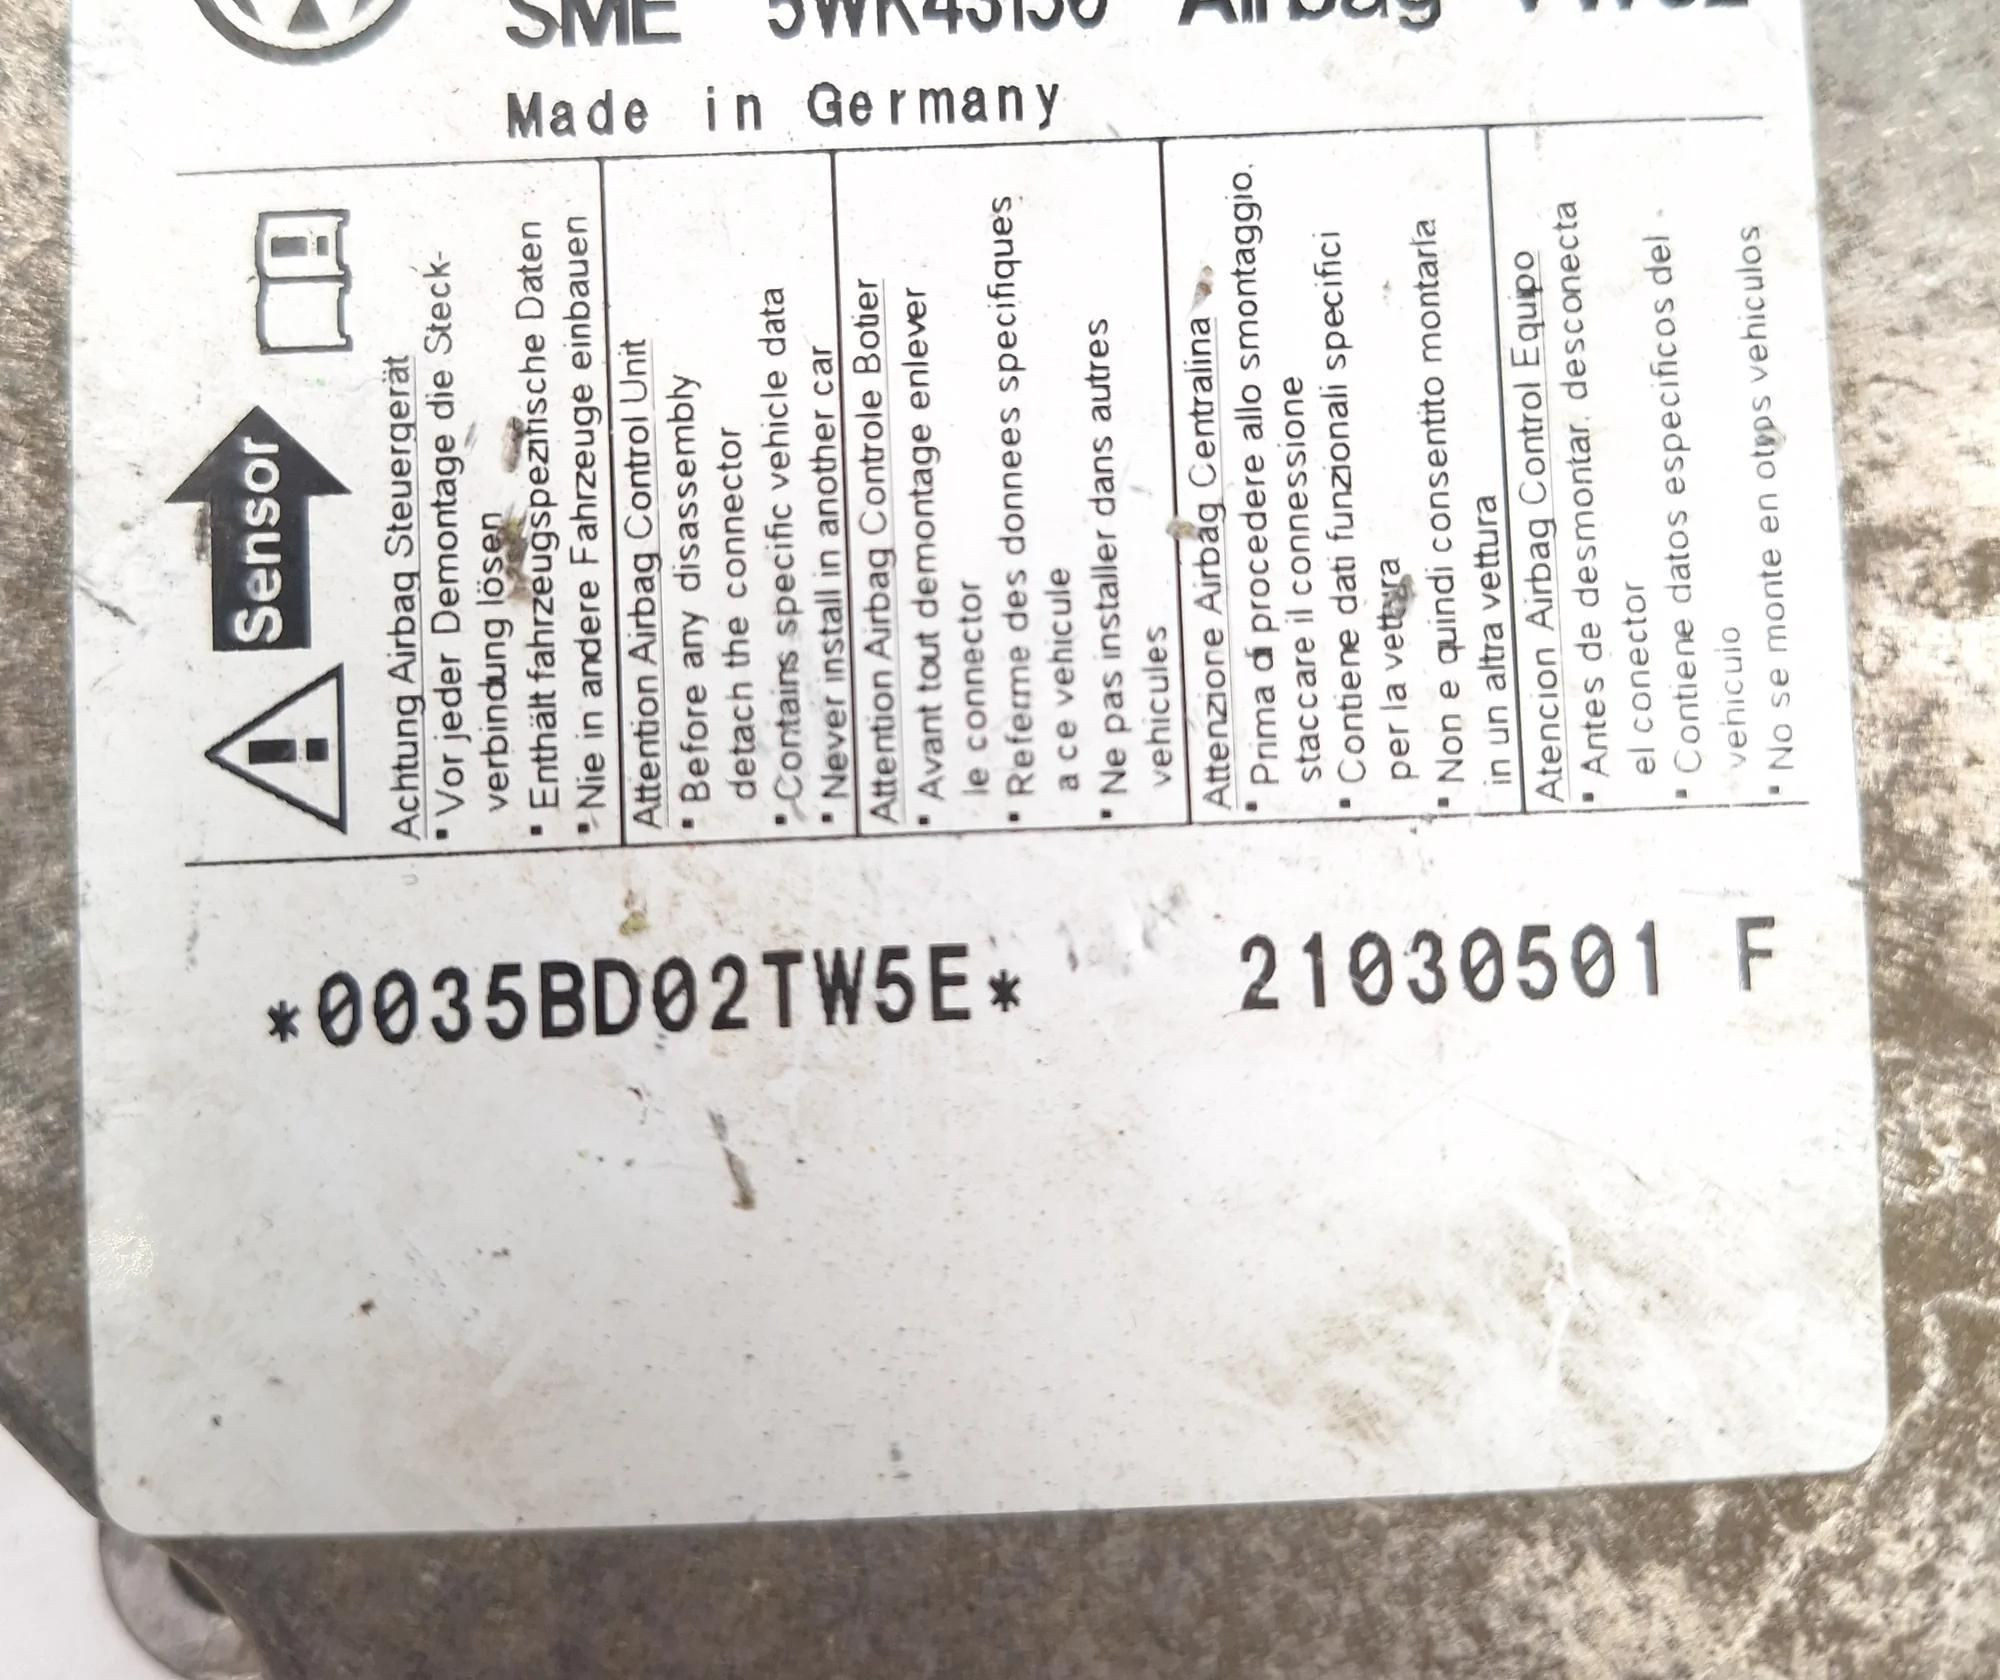 SME 5WK43130 Airbag
Made in Germany
Sensor
Achtung Airbag Steuergerät
▪ Vor jeder Demontage die Steck-
verbindung lösen
▪ Enthält fahrzeugspezifische Daten
▪ Nie in andere Fahrzeuge einbauen
Attention Airbag Control Unit
▪ Before any disassembly
detach the connector
▪ Contains specific vehicle data
▪ Never install in another car
Attention Airbag Controle Botier
▪ Avant tout demontage enlever
le connector
▪ Referme des donnees specifiques
a ce vehicule
▪ Ne pas installer dans autres
vehicules
Attenzione Airbag Centralina
▪ Prima di procedere allo smontaggio.
staccare il connessione
▪ Contiene dati funzionali specifici
per la vettura
▪ Non e quindi consentito montarla
in un altra vettura
Atencion Airbag Control Equipo
▪ Antes de desmontar. desconecta
el conector
▪ Contiene datos especificos del
vehiculo
▪ No se monte en otros vehiculos
*0035BD02TW5E* 21030501 F